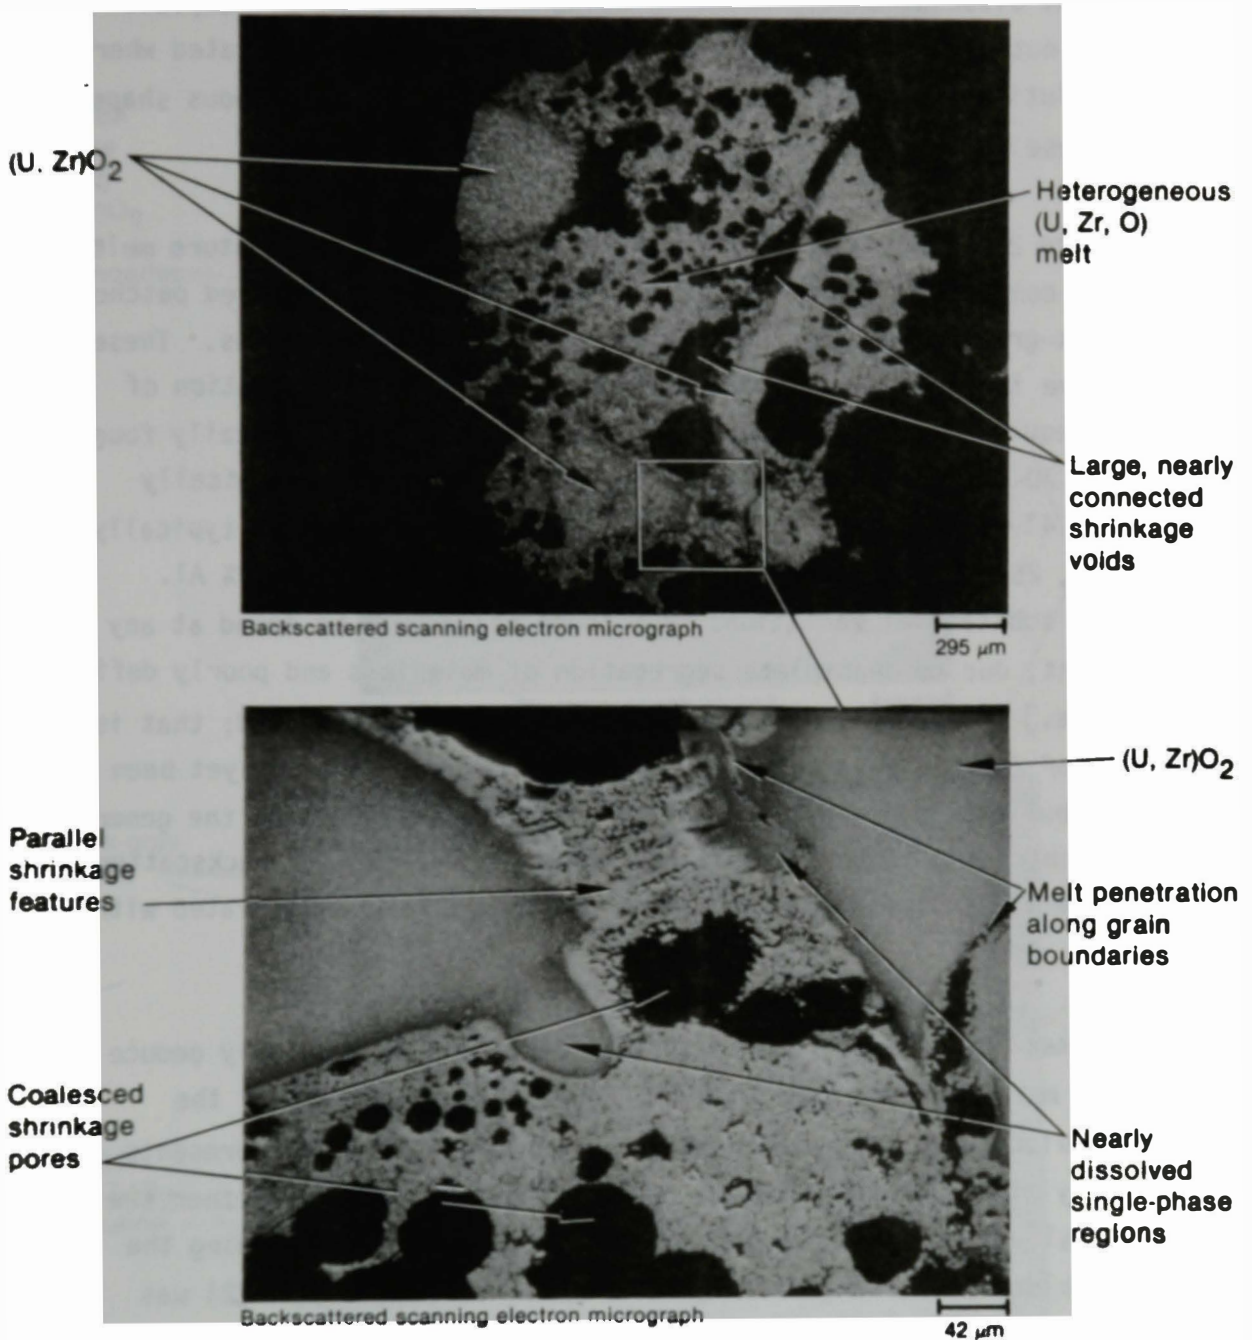 (U. Zr)O2
Heterogeneous
(U, Zr, O)
melt
Large, nearly
connected
shrinkage
voids
Backscattered scanning electron micrograph
295 µm
(U, Zr)O2
Parallel
shrinkage
features
Melt penetration
along grain
boundaries
Coalesced
shrinkage
pores
Nearly
dissolved
single-phase
regions
Backscattered scanning electron micrograph
42 µm